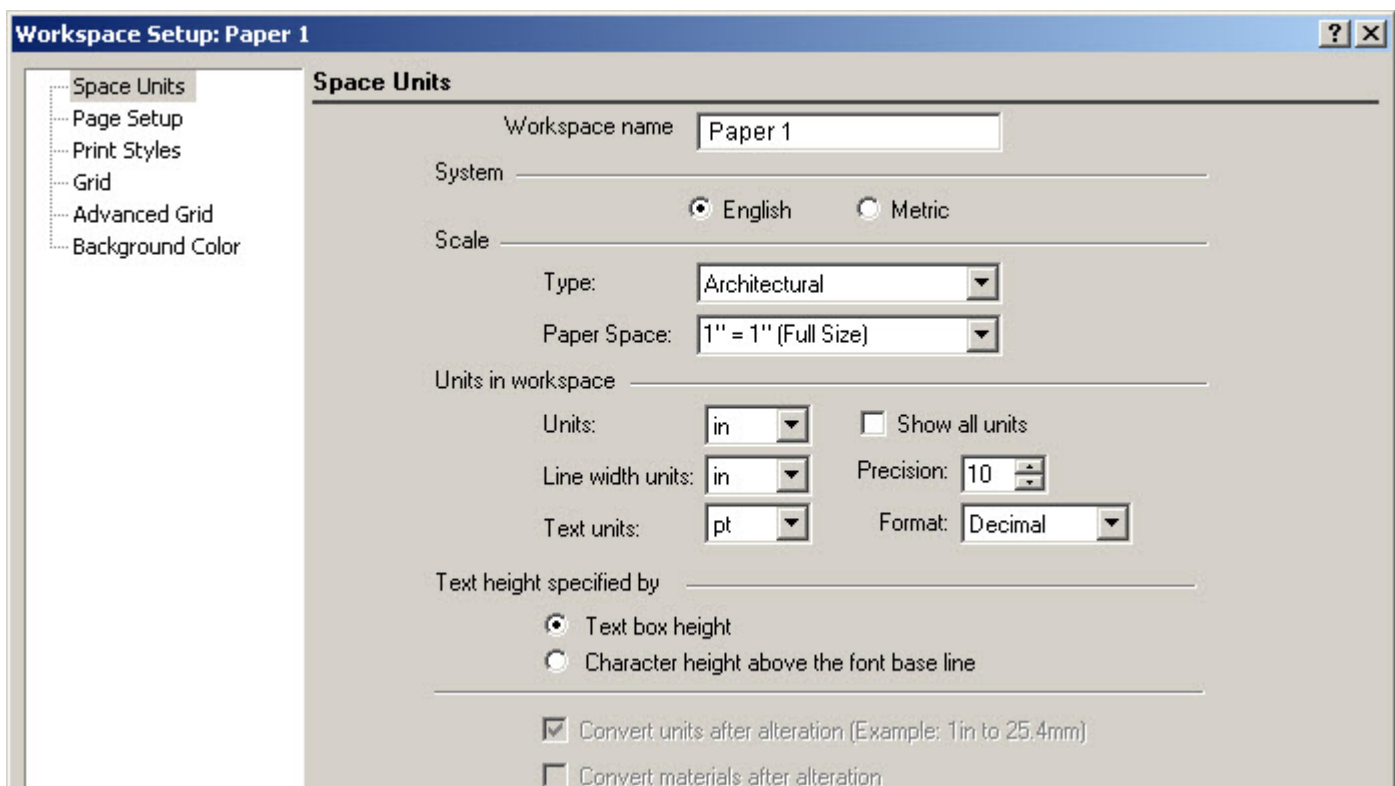 Workspace Setup: Paper 1
Space Units
Page Setup
Print Styles
Grid
Advanced Grid
Background Color
Space Units
Workspace name Paper 1
System
English Metric
Scale
Type: Architectural
Paper Space: 1" = 1" (Full Size)
Units in workspace
Units: in Show all units
Line width units: in Precision: 10
Text units: pt Format: Decimal
Text height specified by
Text box height
Character height above the font base line
Convert units after alteration (Example: 1in to 25.4mm)
Convert materials after alteration